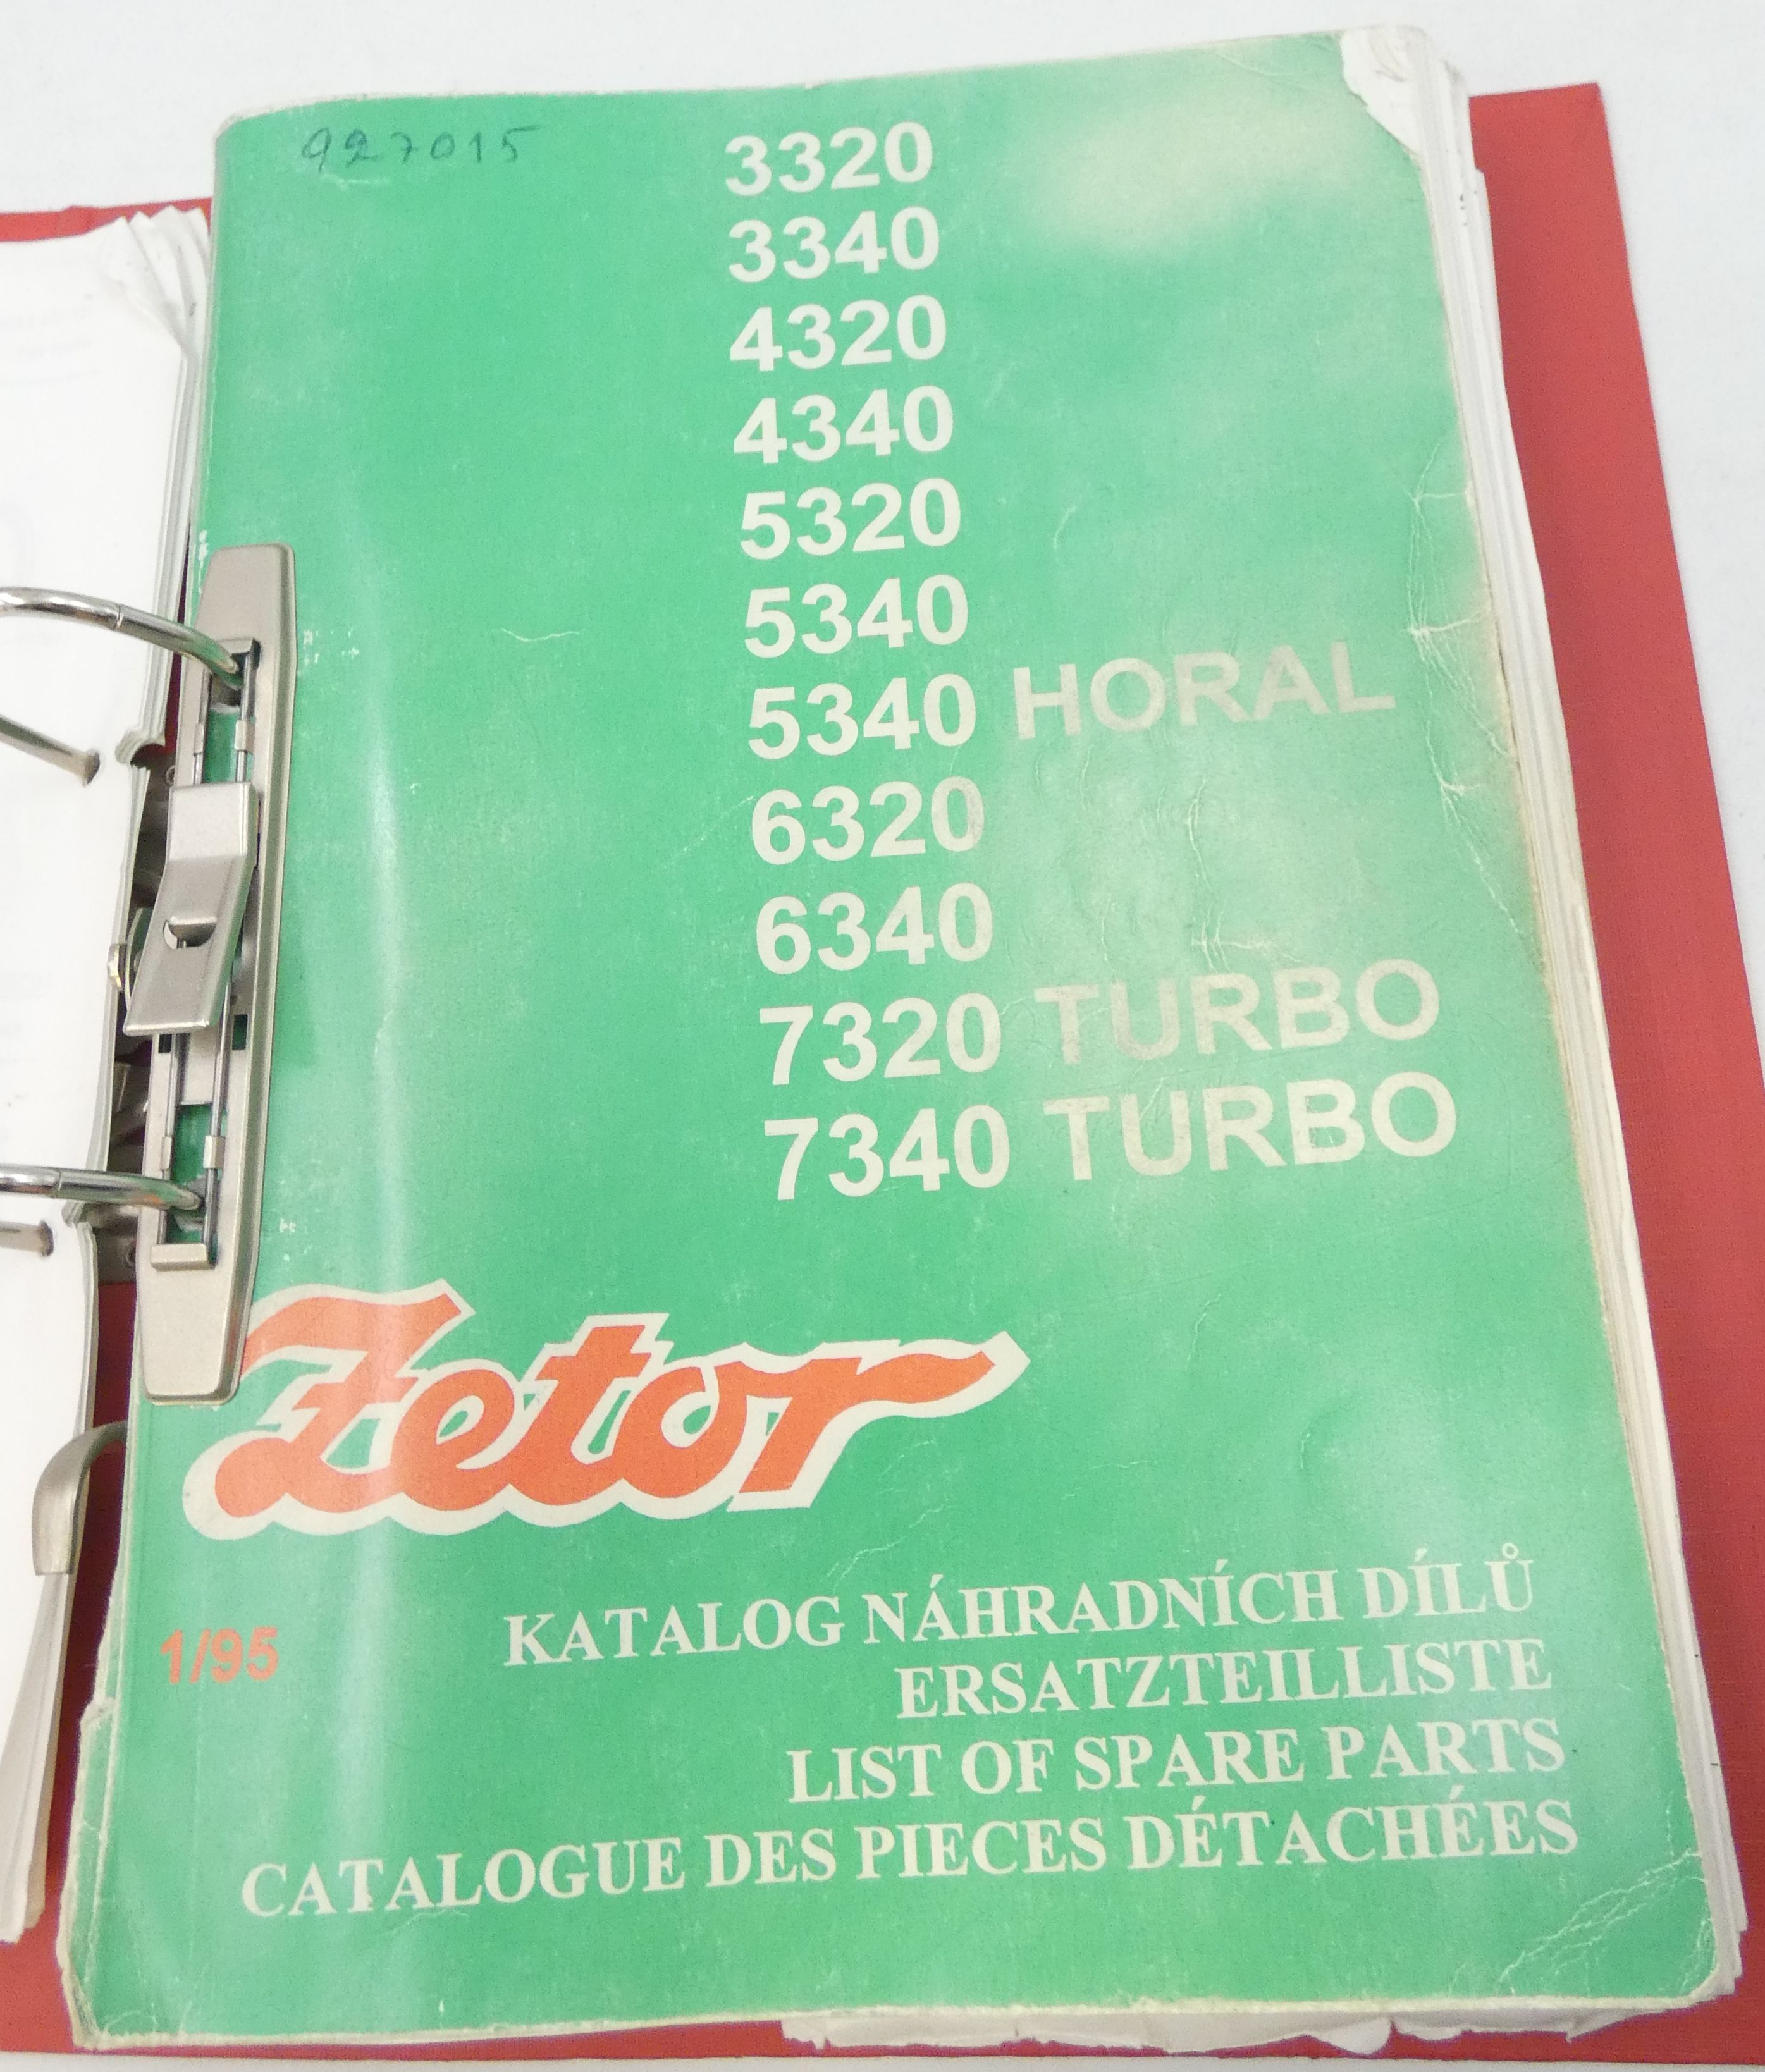 927015
3320
3340
4320
4340
5320
5340
5340 HORAL
6320
6340
7320 TURBO
7340 TURBO
Zetor
1/95
KATALOG NÁHRADNÍCH DÍLŮ
ERSATZTEILLISTE
LIST OF SPARE PARTS
CATALOGUE DES PIECES DÉTACHÉES